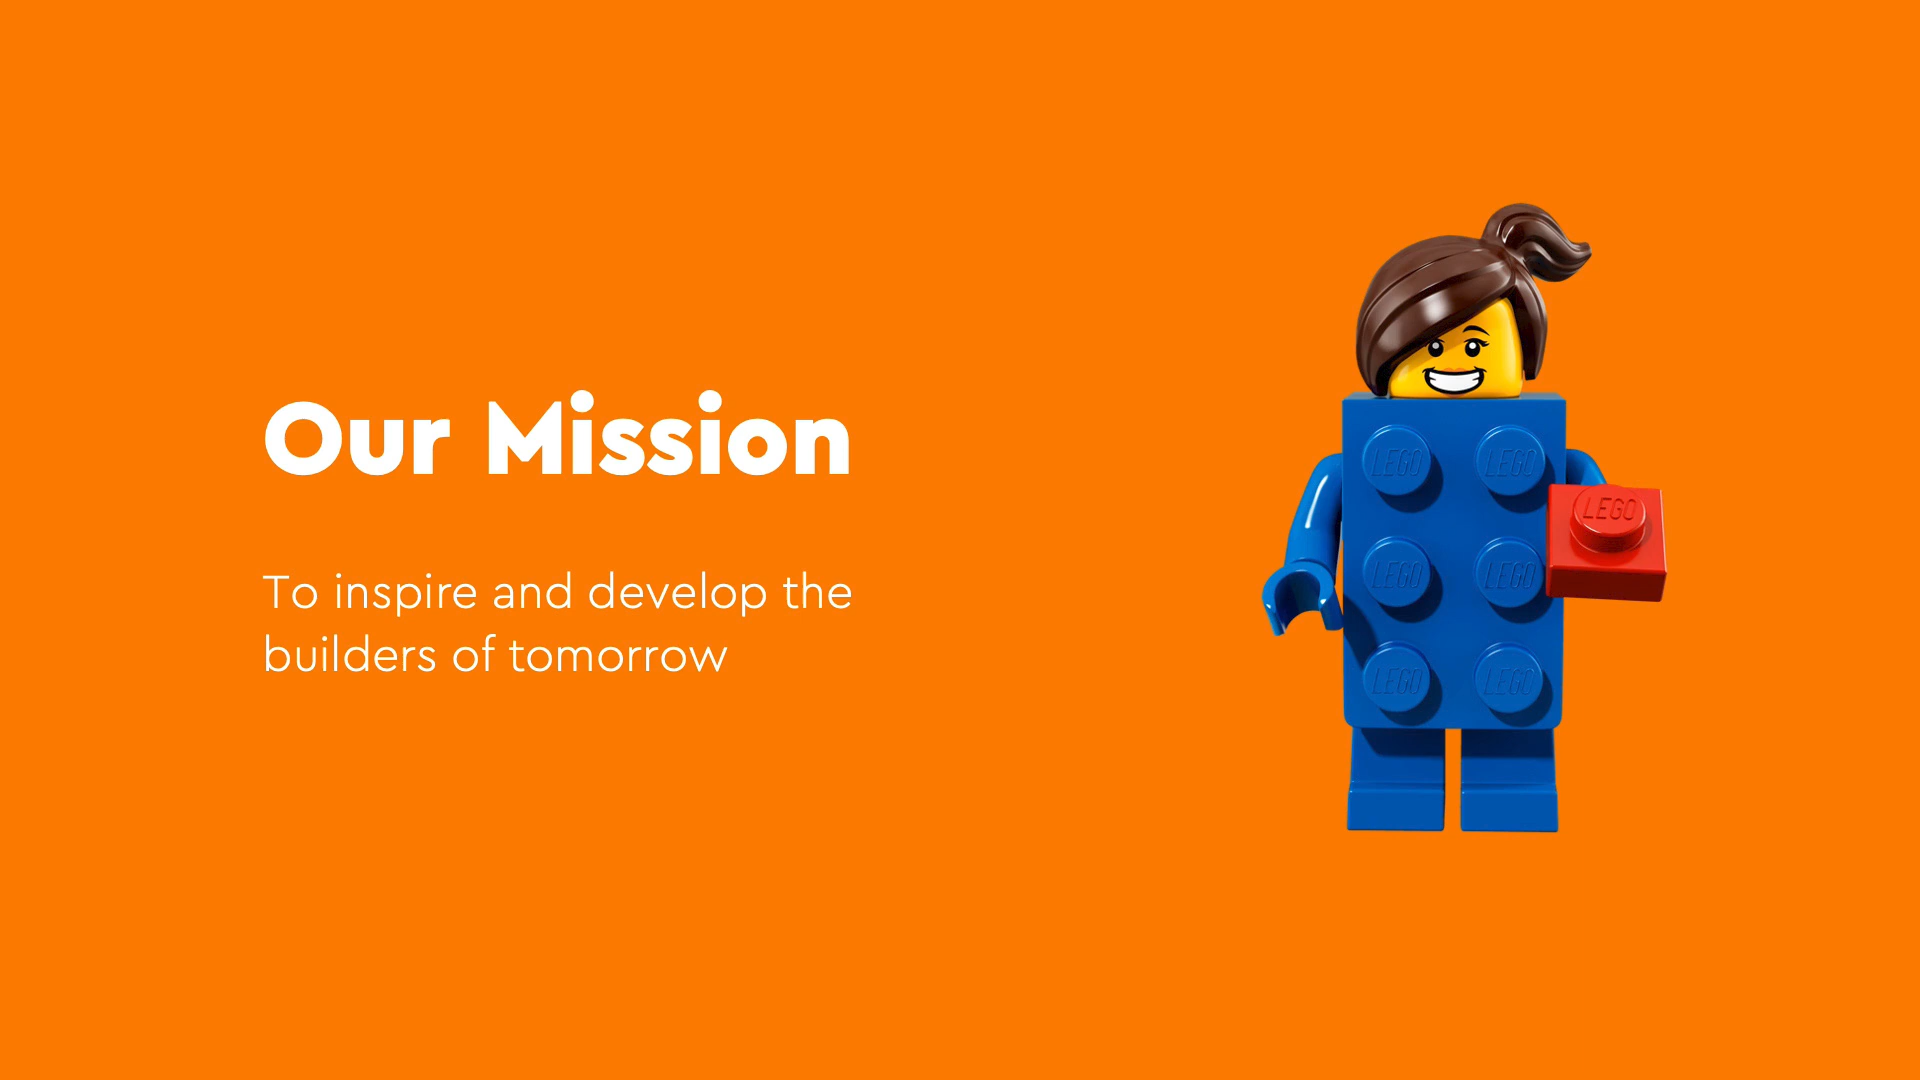 Our Mission
To inspire and develop the
builders of tomorrow
LEGO LEGO
LEGO
LEGO LEGO
LEGO LEGO